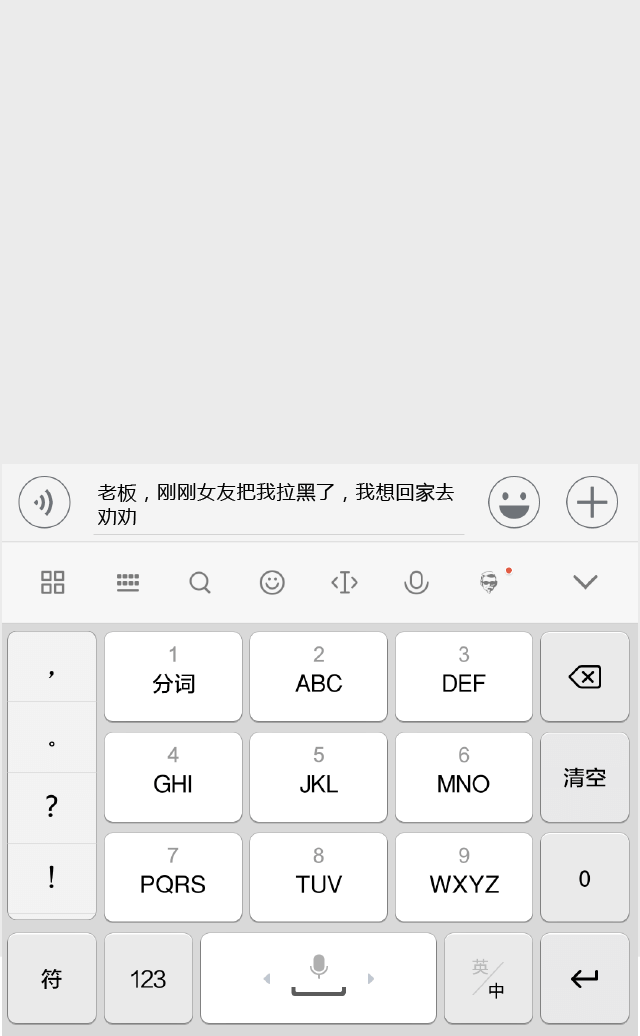 老板，刚刚女友把我拉黑了，我想回家去
劝劝
1 2 3
， 分词 ABC DEF
。
4 5 6
GHI JKL MNO 清空
？
7 8 9
！ PQRS TUV WXYZ 0
符 123 英/中